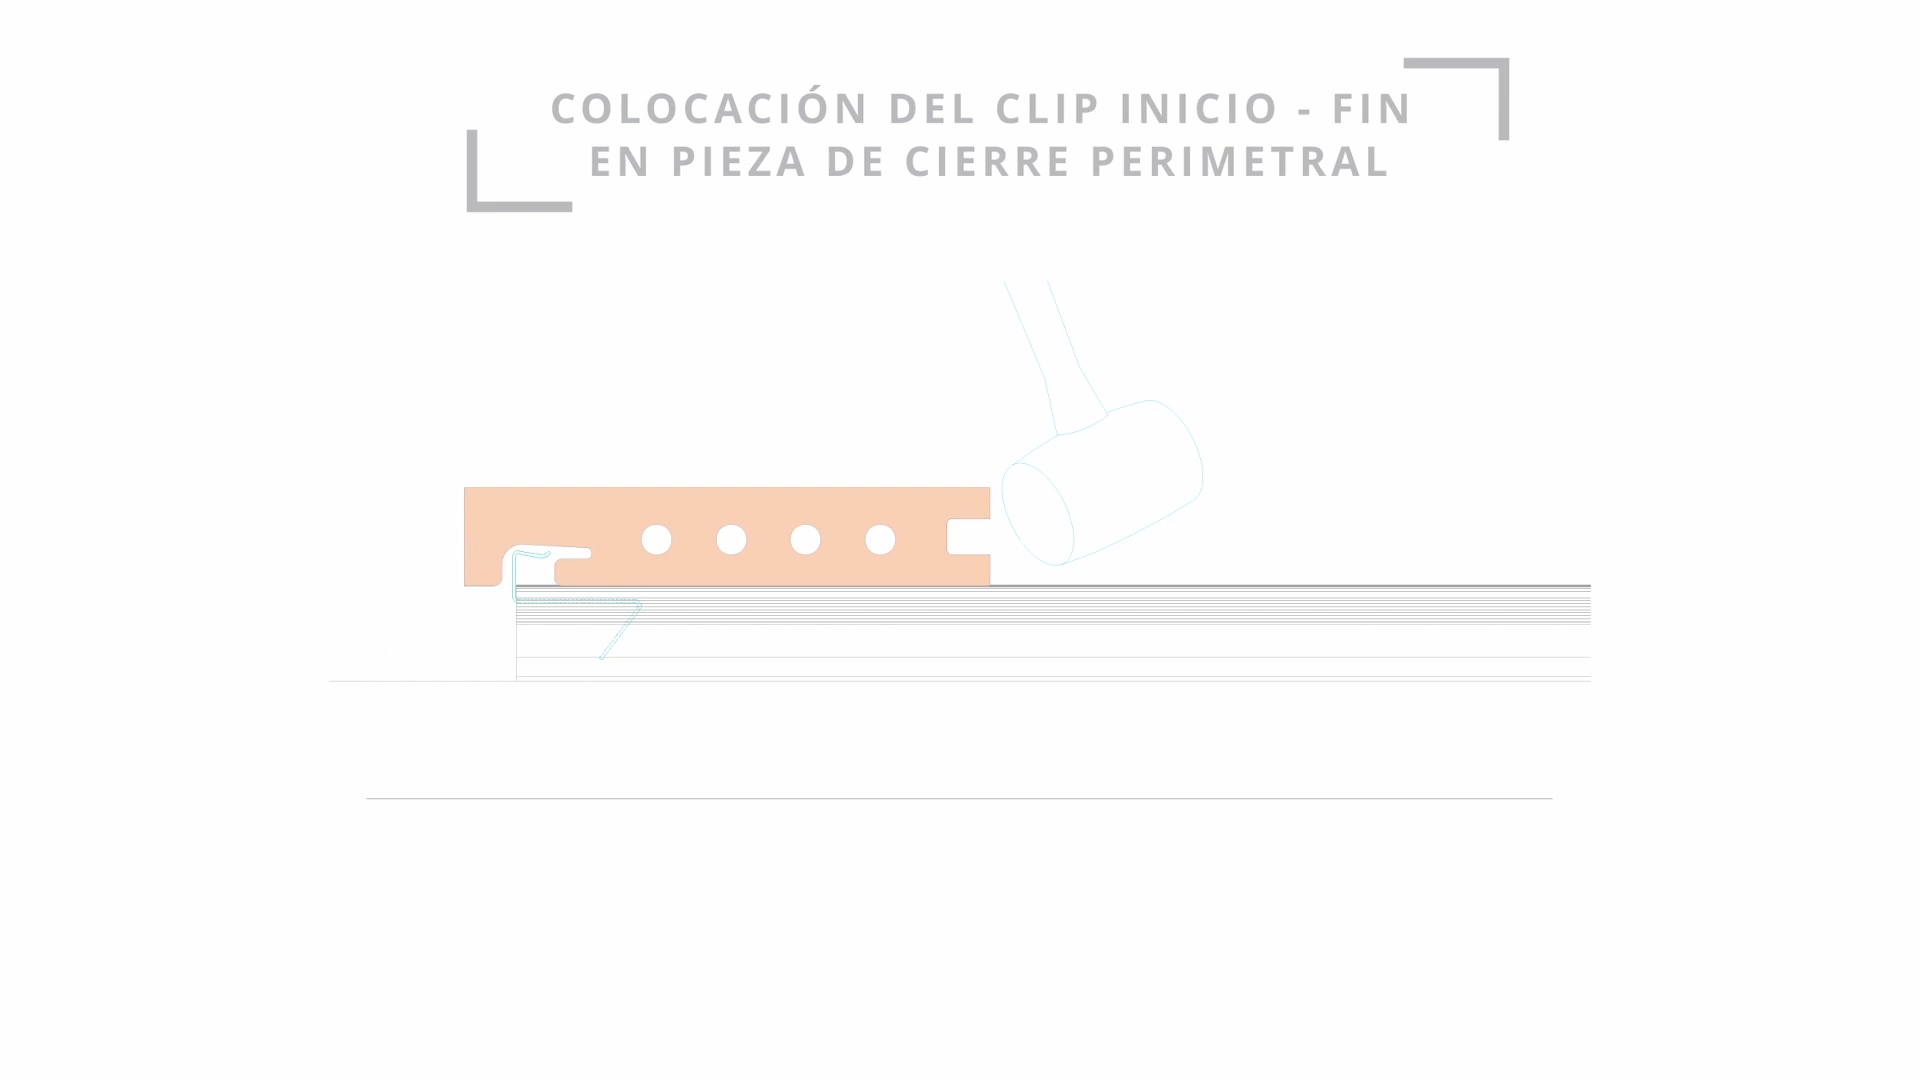 COLOCACIÓN DEL CLIP INICIO - FIN
EN PIEZA DE CIERRE PERIMETRAL